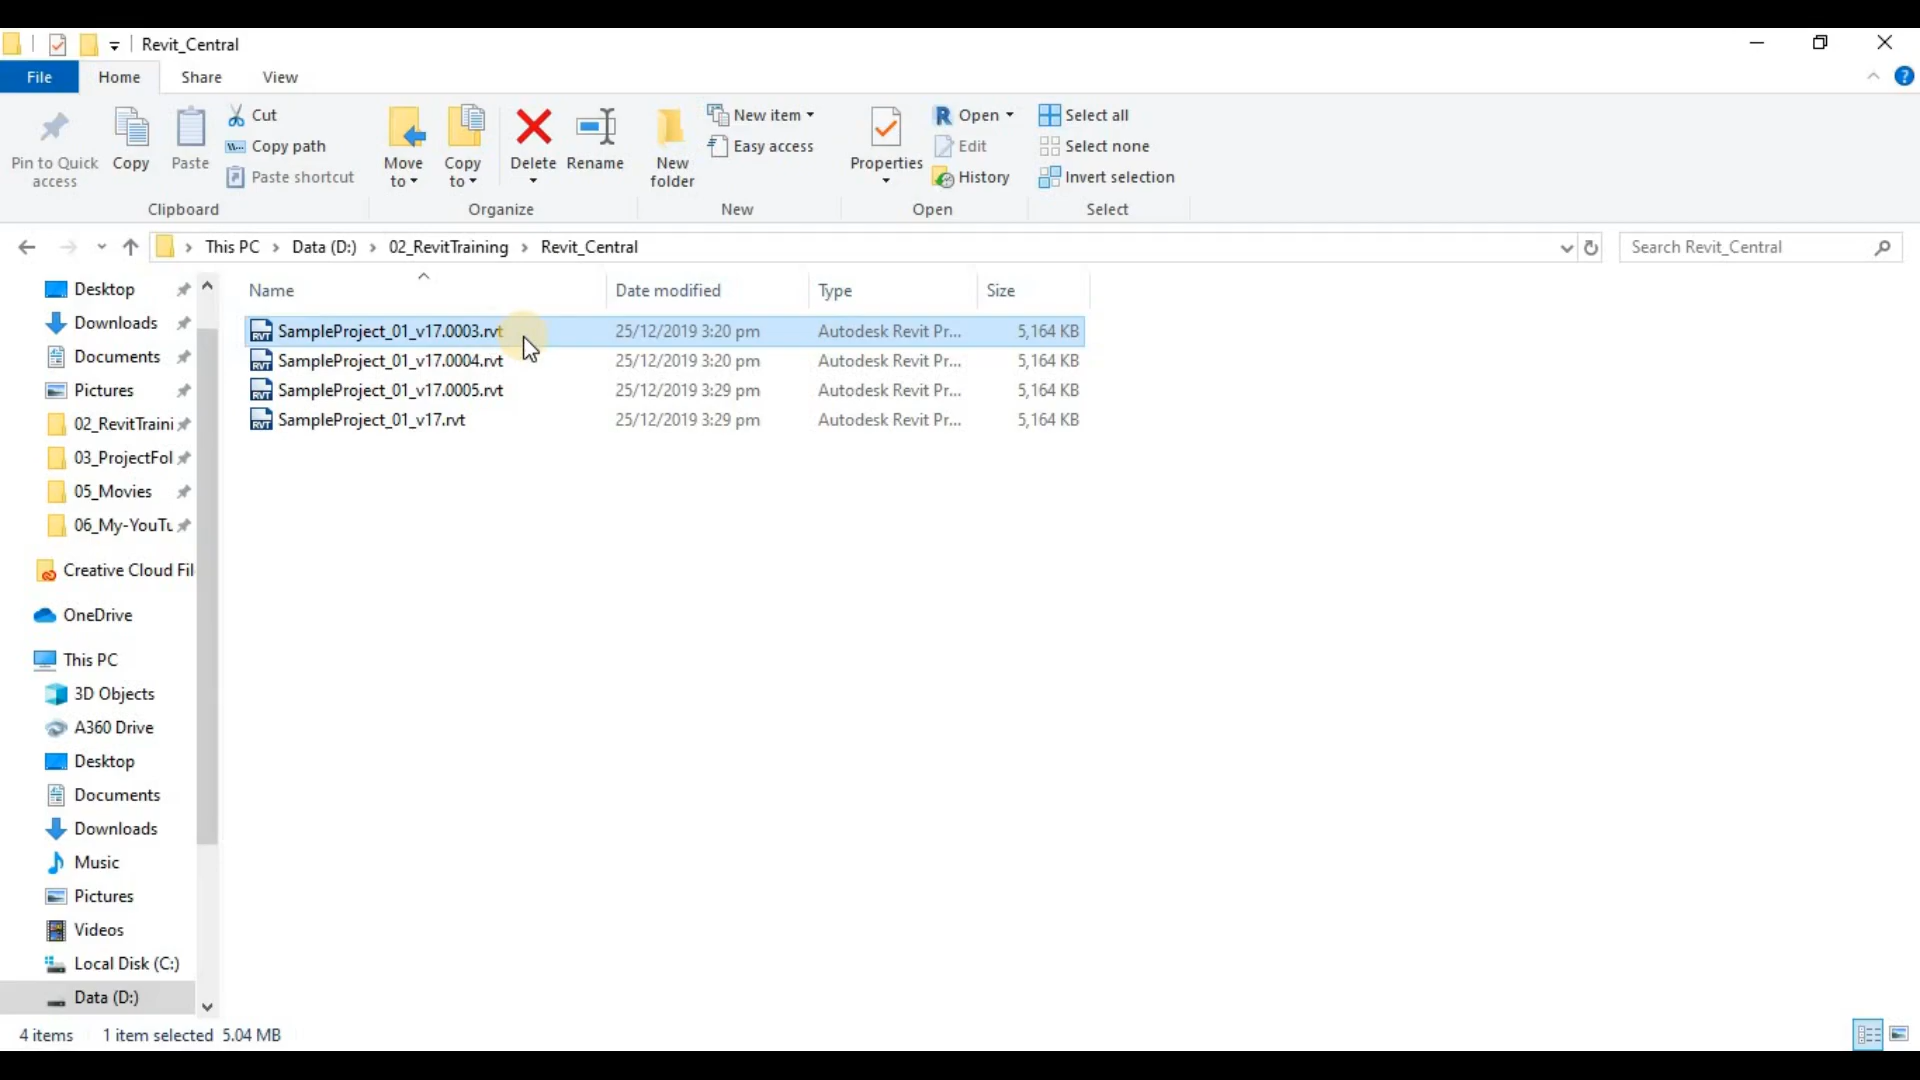 Revit_Central
File Home Share View
Pin to Quick access
Copy
Paste
Cut
Copy path
Paste shortcut
Clipboard
Move to
Copy to
Delete
Rename
Organize
New folder
New item
Easy access
New
Properties
Open
Edit
History
Open
Select all
Select none
Invert selection
Select
This PC Data (D:) 02_RevitTraining Revit_Central
Search Revit_Central
Name Date modified Type Size
SampleProject_01_v17.0003.rvt 25/12/2019 3:20 pm Autodesk Revit Pr... 5,164 KB
SampleProject_01_v17.0004.rvt 25/12/2019 3:20 pm Autodesk Revit Pr... 5,164 KB
SampleProject_01_v17.0005.rvt 25/12/2019 3:29 pm Autodesk Revit Pr... 5,164 KB
SampleProject_01_v17.rvt 25/12/2019 3:29 pm Autodesk Revit Pr... 5,164 KB
Desktop
Downloads
Documents
Pictures
02_RevitTraini
03_ProjectFol
05_Movies
06_My-YouTu
Creative Cloud Fil
OneDrive
This PC
3D Objects
A360 Drive
Desktop
Documents
Downloads
Music
Pictures
Videos
Local Disk (C:)
Data (D:)
4 items 1 item selected 5.04 MB